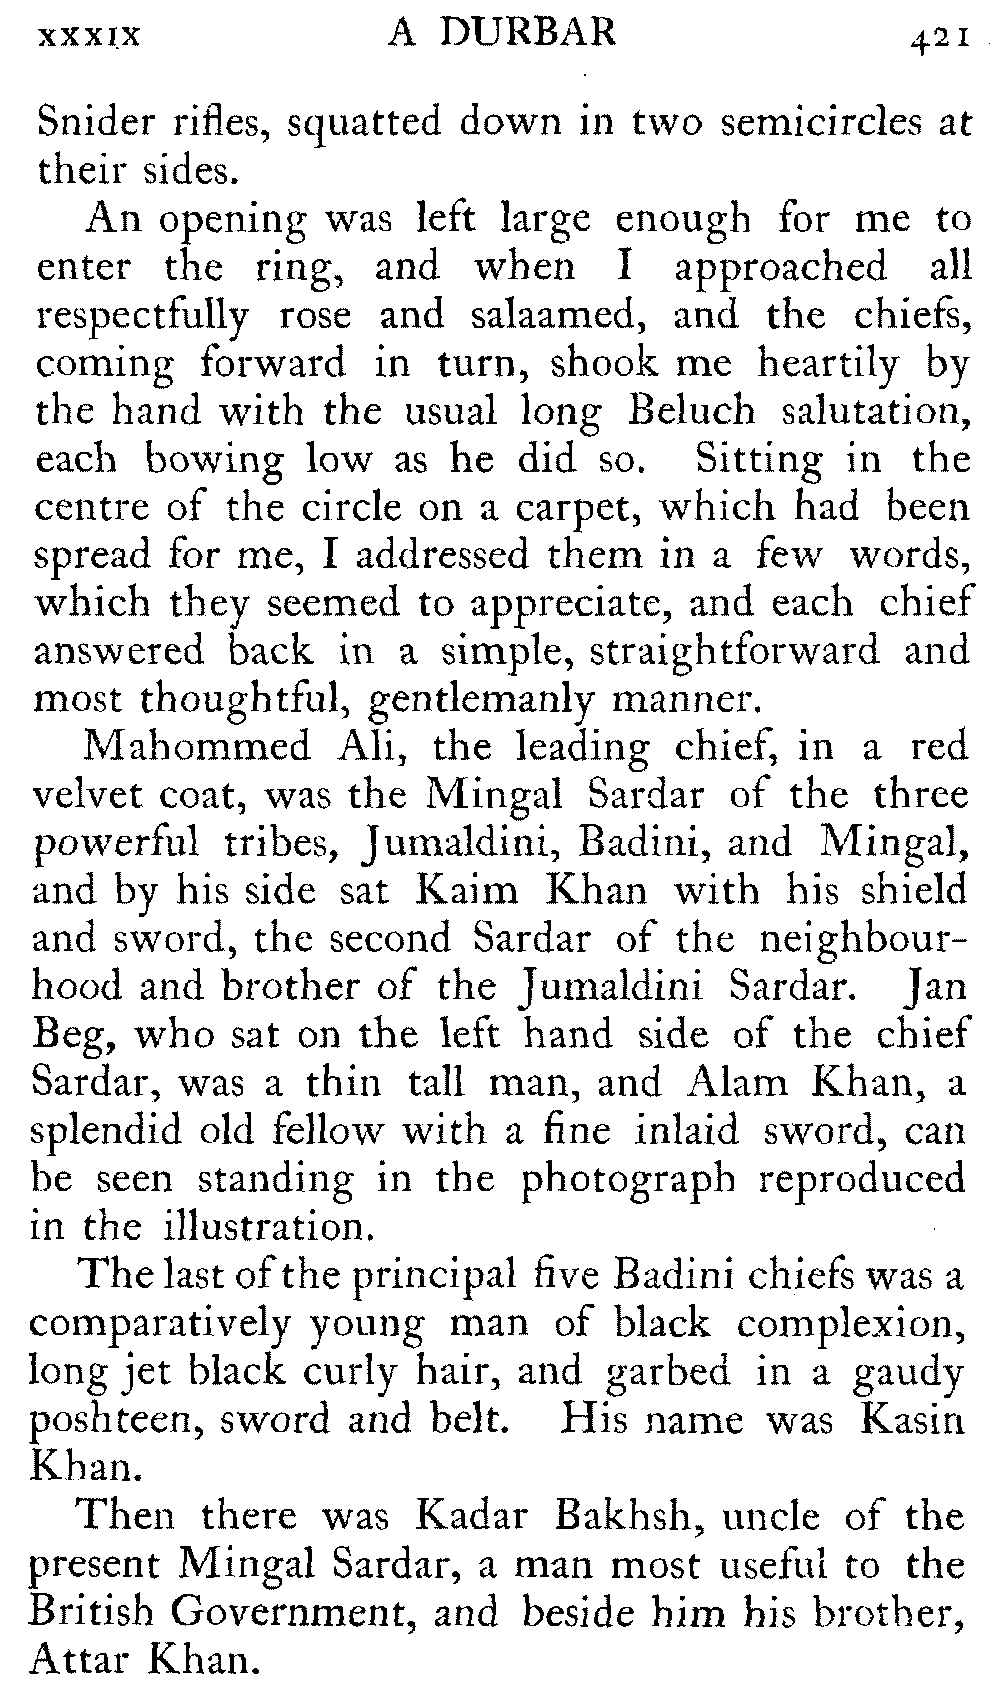 xxxix A DURBAR 421
Snider rifles, squatted down in two semicircles at
their sides.
An opening was left large enough for me to
enter the ring, and when I approached all
respectfully rose and salaamed, and the chiefs,
coming forward in turn, shook me heartily by
the hand with the usual long Beluch salutation,
each bowing low as he did so. Sitting in the
centre of the circle on a carpet, which had been
spread for me, I addressed them in a few words,
which they seemed to appreciate, and each chief
answered back in a simple, straightforward and
most thoughtful, gentlemanly manner.
Mahommed Ali, the leading chief, in a red
velvet coat, was the Mingal Sardar of the three
powerful tribes, Jumaldini, Badini, and Mingal,
and by his side sat Kaim Khan with his shield
and sword, the second Sardar of the neighbour-
hood and brother of the Jumaldini Sardar. Jan
Beg, who sat on the left hand side of the chief
Sardar, was a thin tall man, and Alam Khan, a
splendid old fellow with a fine inlaid sword, can
be seen standing in the photograph reproduced
in the illustration.
The last of the principal five Badini chiefs was a
comparatively young man of black complexion,
long jet black curly hair, and garbed in a gaudy
poshteen, sword and belt. His name was Kasin
Khan.
Then there was Kadar Bakhsh, uncle of the
present Mingal Sardar, a man most useful to the
British Government, and beside him his brother,
Attar Khan.